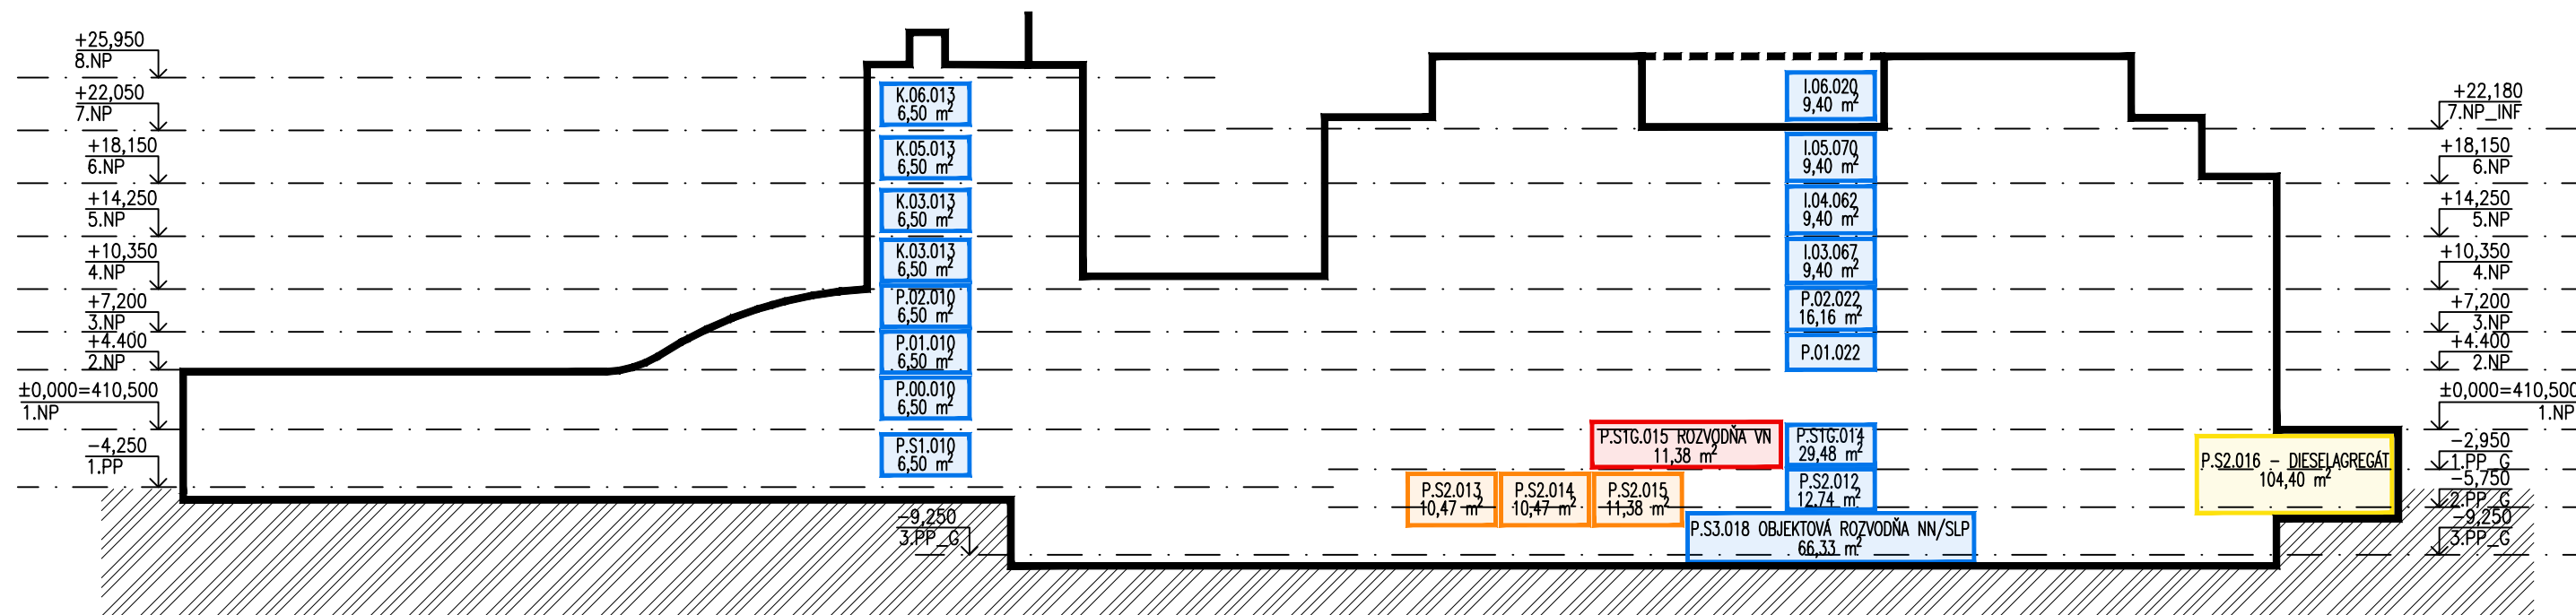 +25,950
8.NP
+22,050
7.NP
+18,150
6.NP
+14,250
5.NP
+10,350
4.NP
+7,200
3.NP
+4.400
2.NP
±0,000=410,500
1.NP
-4,250
1.PP
-9,250
3.PP_G
K.06.013
6,50 m²
K.05.013
6,50 m²
K.03.013
6,50 m²
K.03.013
6,50 m²
P.02.010
6,50 m²
P.01.010
6,50 m²
P.00.010
6,50 m²
P.S1.010
6,50 m²
I.06.020
9,40 m²
I.05.070
9,40 m²
I.04.062
9,40 m²
I.03.067
9,40 m²
P.02.022
16,16 m²
P.01.022
P.S1G.015 ROZVODŇA VN
11,38 m²
P.S1G.014
29,48 m²
P.S2.013
10,47 m²
P.S2.014
10,47 m²
P.S2.015
11,38 m²
P.S2.012
12,74 m²
P.S3.018 OBJEKTOVÁ ROZVODŇA NN/SLP
66,33 m²
P.S2.016 – DIESELAGREGÁT
104,40 m²
+22,180
7.NP_INF
+18,150
6.NP
+14,250
5.NP
+10,350
4.NP
+7,200
3.NP
+4.400
2.NP
±0,000=410,500
1.NP
-2,950
1.PP_G
-5,750
2.PP_G
-9,250
3.PP_G